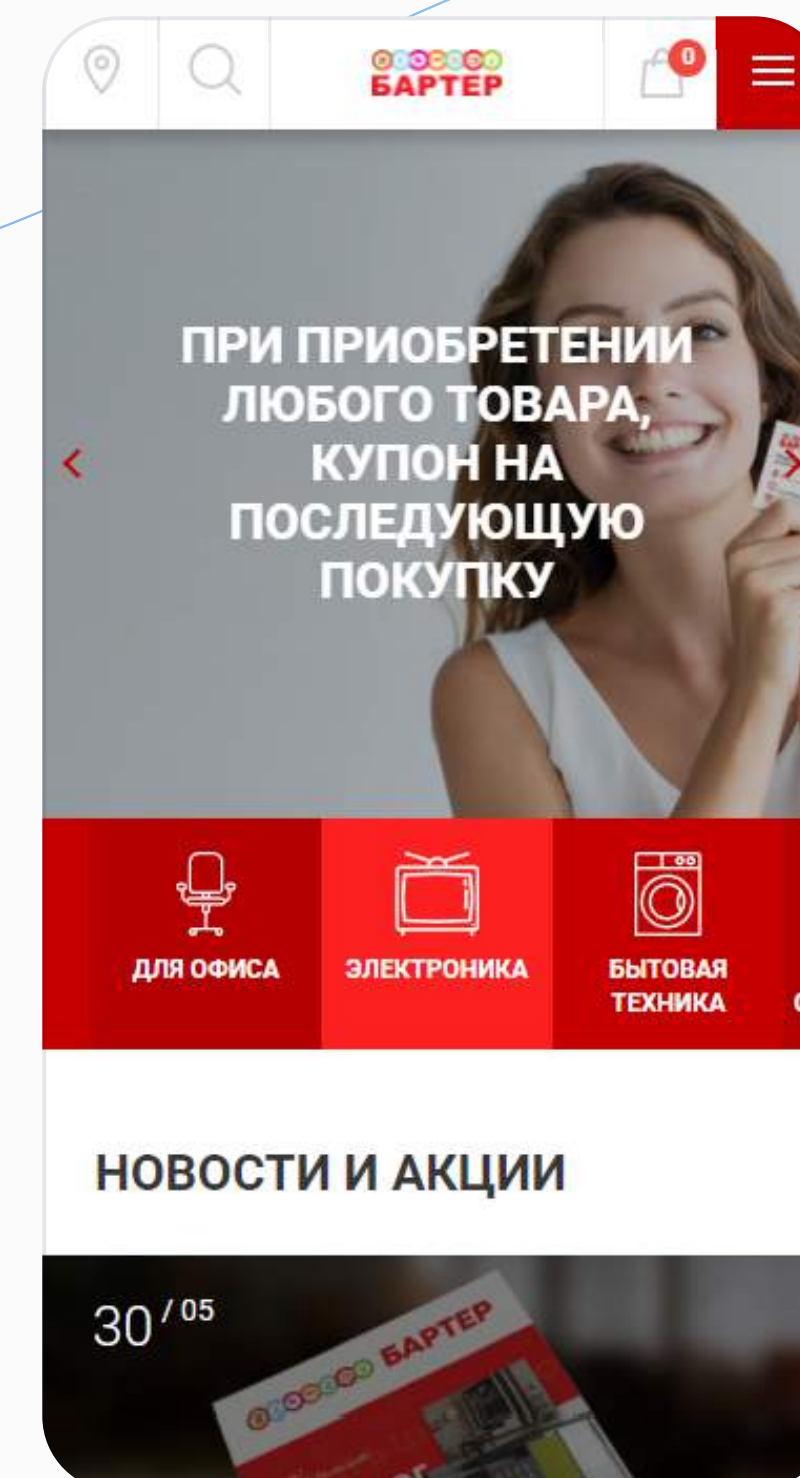 0
БАРТЕР
ПРИ ПРИОБРЕТЕНИИ
ЛЮБОГО ТОВАРА,
КУПОН НА
ПОСЛЕДУЮЩУЮ
ПОКУПКУ
ДЛЯ ОФИСА
ЭЛЕКТРОНИКА
БЫТОВАЯ
ТЕХНИКА
НОВОСТИ И АКЦИИ
30 / 05
БАРТЕР